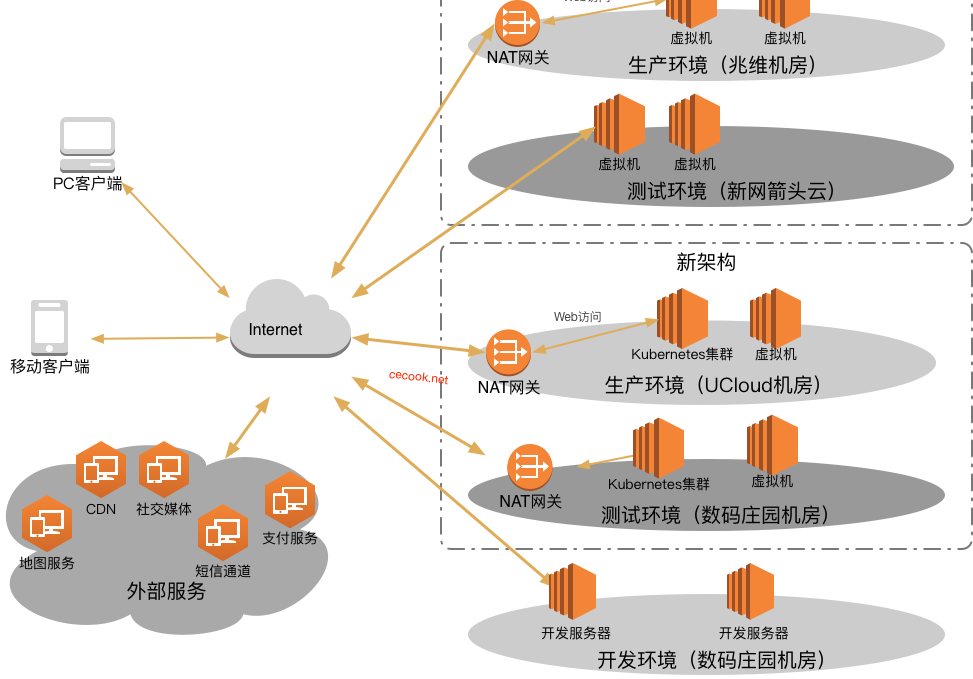 Web访问
虚拟机
虚拟机
NAT网关
生产环境（兆维机房）
虚拟机
虚拟机
PC客户端
测试环境（新网箭头云）
新架构
Web访问
Internet
Kubernetes集群
虚拟机
移动客户端
cecook.net
NAT网关
生产环境（UCloud机房）
Kubernetes集群
虚拟机
NAT网关
CDN
社交媒体
测试环境（数码庄园机房）
支付服务
地图服务
短信通道
外部服务
开发服务器
开发服务器
开发环境（数码庄园机房）